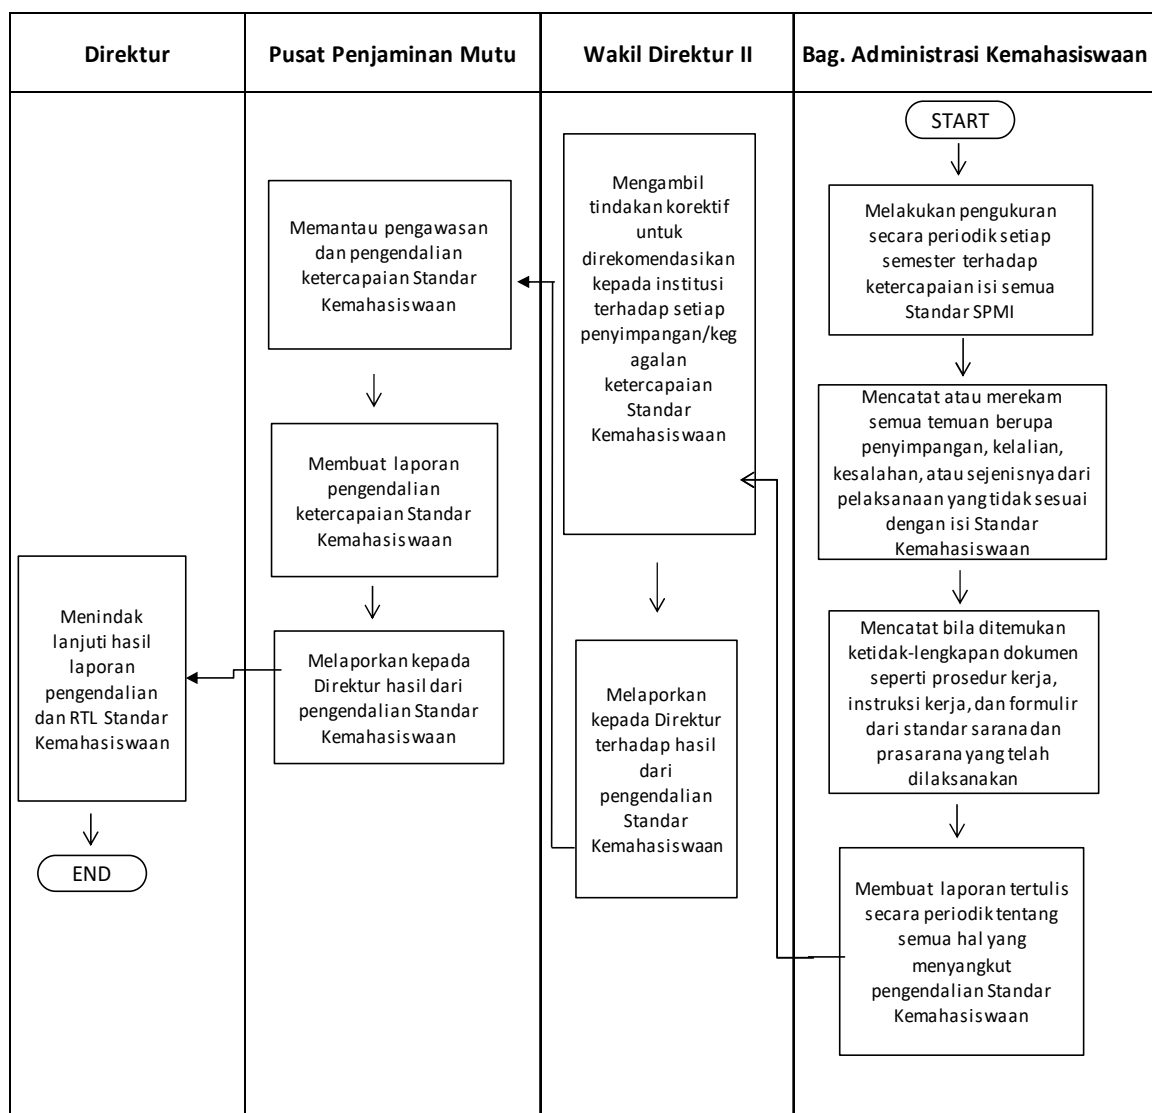 Direktur
Pusat Penjaminan Mutu
Wakil Direktur II
Bag. Administrasi Kemahasiswaan
START
Melakukan pengukuran
secara periodik setiap
semester terhadap
ketercapaian isi semua
Standar SPMI
Mencatat atau merekam
semua temuan berupa
penyimpangan, kelalian,
kesalahan, atau sejenisnya dari
pelaksanaan yang tidak sesuai
dengan isi Standar
Kemahasiswaan
Mencatat bila ditemukan
ketidak-lengkapan dokumen
seperti prosedur kerja,
instruksi kerja, dan formulir
dari standar sarana dan
prasarana yang telah
dilaksanakan
Membuat laporan tertulis
secara periodik tentang
semua hal yang
menyangkut
pengendalian Standar
Kemahasiswaan
Mengambil
tindakan korektif
untuk
direkomendasikan
kepada institusi
terhadap setiap
penyimpangan/keg
agalan
ketercapaian
Standar
Kemahasiswaan
Melaporkan
kepada Direktur
terhadap hasil
dari
pengendalian
Standar
Kemahasiswaan
Memantau pengawasan
dan pengendalian
ketercapaian Standar
Kemahasiswaan
Membuat laporan
pengendalian
ketercapaian Standar
Kemahasiswaan
Melaporkan kepada
Direktur hasil dari
pengendalian Standar
Kemahasiswaan
Menindak
lanjuti hasil
laporan
pengendalian
dan RTL Standar
Kemahasiswaan
END